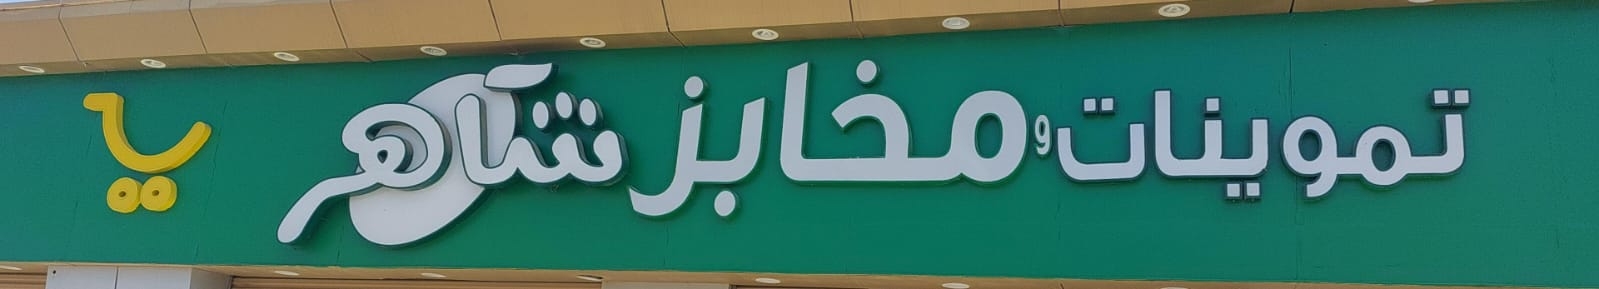 تموينات و مخابز شاهر